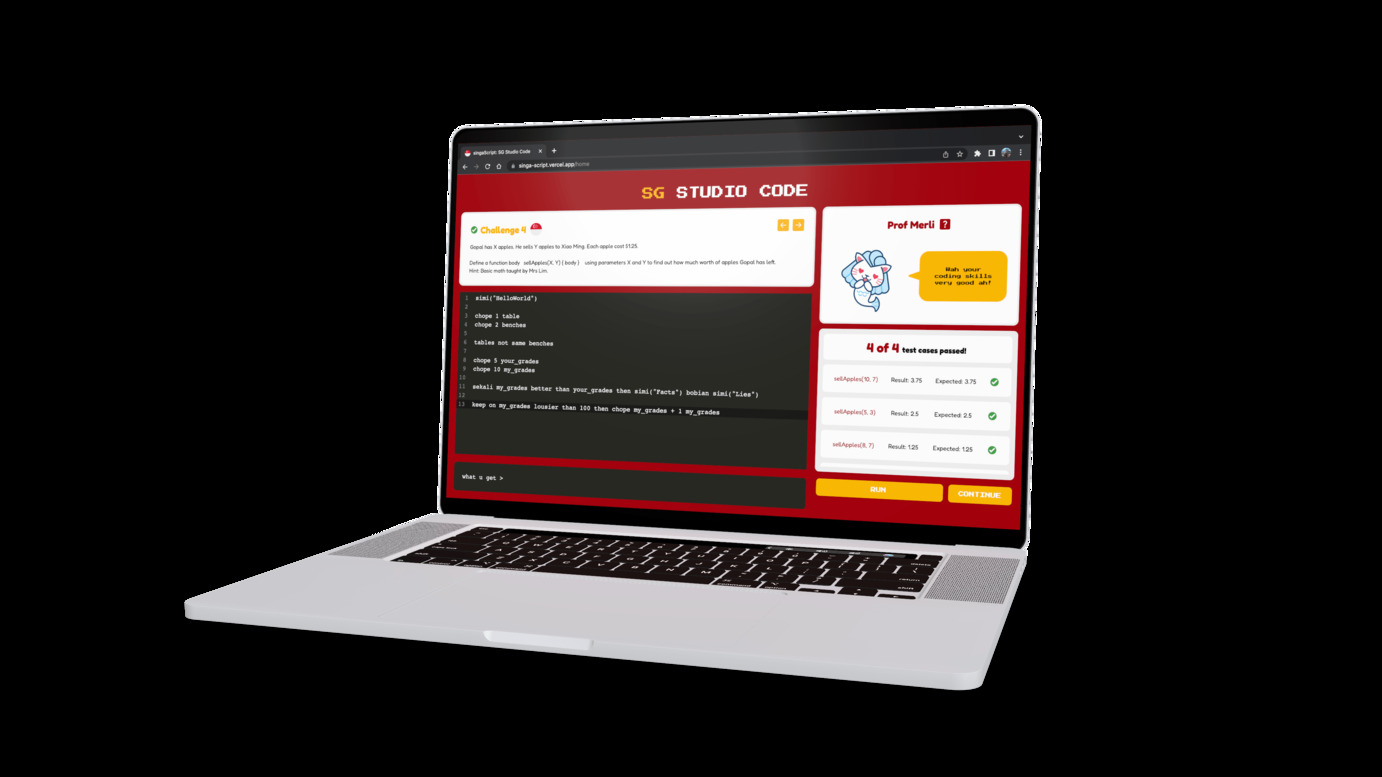 singaScript: SG Studio Code
singa-script.vercel.app/home
SG STUDIO CODE
Challenge 4
Gopal has X apples. He sells Y apples to Xiao Ming. Each apple cost $1.25.
Define a function body sellApples(X, Y) { body } using parameters X and Y to find out how much worth of apples Gopal has left.
Hint: Basic math taught by Mrs Lim.
1 simi("HelloWorld")
2
3 chope 1 table
4 chope 2 benches
5
6 tables not same benches
7
8 chope 5 your_grades
9 chope 10 my_grades
10
11 sekali my_grades better than your_grades then simi("Facts") bobian simi("Lies")
12
13 keep on my_grades lousier than 100 then chope my_grades + 1 my_grades
what u get >
Prof Merli ?
Wah your
coding skills
very good ah!
4 of 4 test cases passed!
sellApples(10, 7) Result: 3.75 Expected: 3.75
sellApples(5, 3) Result: 2.5 Expected: 2.5
sellApples(8, 7) Result: 1.25 Expected: 1.25
RUN
CONTINUE